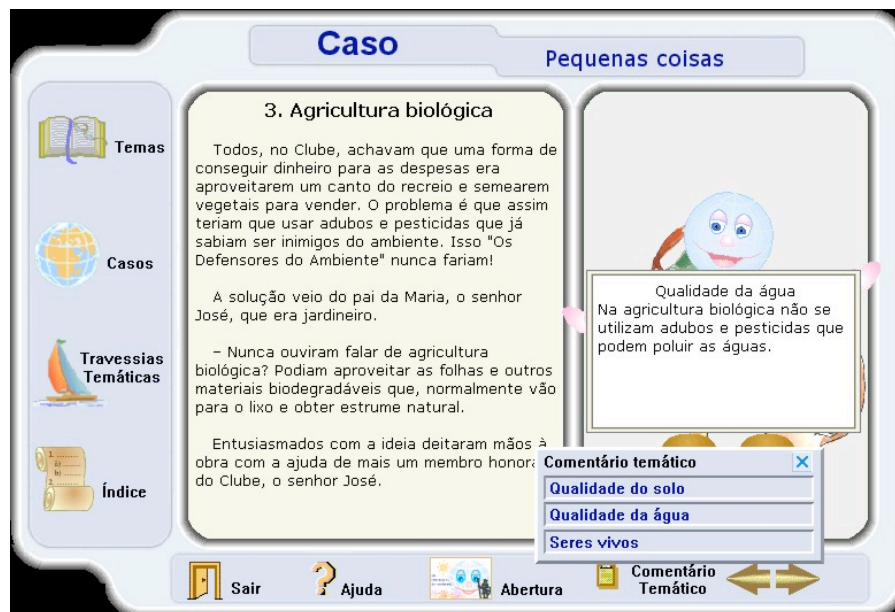 Caso
Pequenas coisas
Temas
Casos
Travessias
Temáticas
Índice
3. Agricultura biológica
Todos, no Clube, achavam que uma forma de
conseguir dinheiro para as despesas era
aproveitarem um canto do recreio e semearem
vegetais para vender. O problema é que assim
teriam que usar adubos e pesticidas que já
sabiam ser inimigos do ambiente. Isso "Os
Defensores do Ambiente" nunca fariam!
A solução veio do pai da Maria, o senhor
José, que era jardineiro.
– Nunca ouviram falar de agricultura
biológica? Podiam aproveitar as folhas e outros
materiais biodegradáveis que, normalmente vão
para o lixo e obter estrume natural.
Entusiasmados com a ideia deitaram mãos à
obra com a ajuda de mais um membro honora
do Clube, o senhor José.
Qualidade da água
Na agricultura biológica não se
utilizam adubos e pesticidas que
podem poluir as águas.
Comentário temático
Qualidade do solo
Qualidade da água
Seres vivos
Sair
Ajuda
Abertura
Comentário
Temático